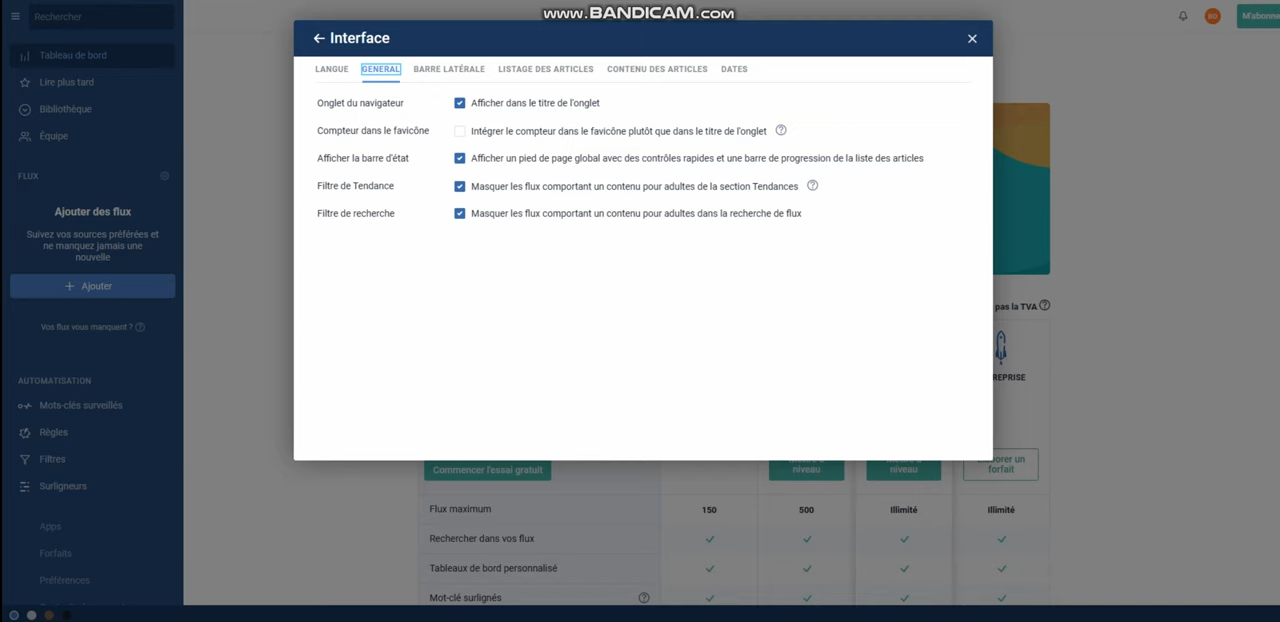 www.BANDICAM.com
Rechercher
BO
M'abonne
Tableau de bord
Lire plus tard
Bibliothèque
Équipe
FLUX
Ajouter des flux
Suivez vos sources préférées et
ne manquez jamais une
nouvelle
+ Ajouter
Vos flux vous manquent ?
AUTOMATISATION
Mots-clés surveillés
Règles
Filtres
Surligneurs
Apps
Forfaits
Préférences
← Interface
LANGUE GENERAL BARRE LATÉRALE LISTAGE DES ARTICLES CONTENU DES ARTICLES DATES
Onglet du navigateur Afficher dans le titre de l'onglet
Compteur dans le favicône Intégrer le compteur dans le favicône plutôt que dans le titre de l'onglet
Afficher la barre d'état Afficher un pied de page global avec des contrôles rapides et une barre de progression de la liste des articles
Filtre de Tendance Masquer les flux comportant un contenu pour adultes de la section Tendances
Filtre de recherche Masquer les flux comportant un contenu pour adultes dans la recherche de flux
pas la TVA
REPRISE
Commencer l'essai gratuit
niveau
niveau
forfait
Flux maximum 150 500 Illimité Illimité
Rechercher dans vos flux
Tableaux de bord personnalisé
Mot-clé surlignés